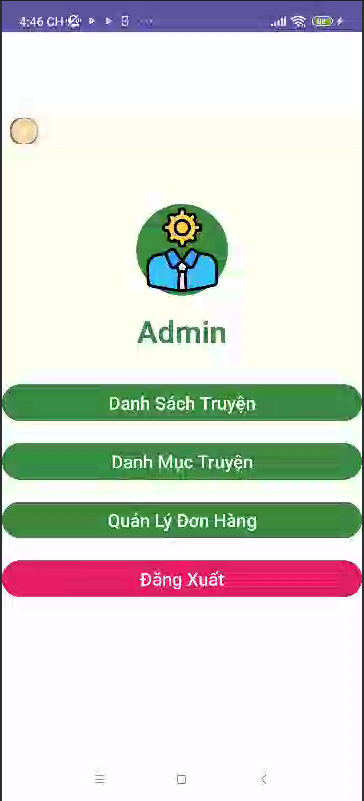 4:46 CH
Admin
Danh Sách Truyện
Danh Mục Truyện
Quản Lý Đơn Hàng
Đăng Xuất